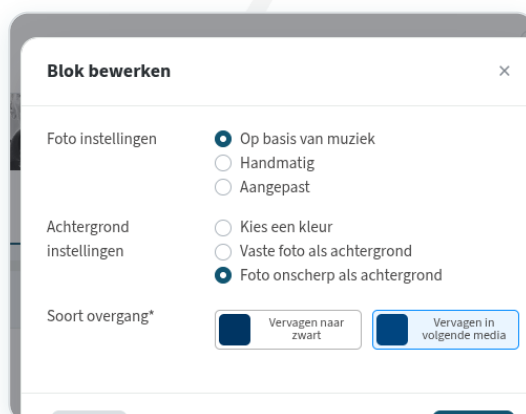 Blok bewerken
Foto instellingen
Op basis van muziek
Handmatig
Aangepast
Achtergrond
instellingen
Kies een kleur
Vaste foto als achtergrond
Foto onscherp als achtergrond
Soort overgang*
Vervagen naar
zwart
Vervagen in
volgende media